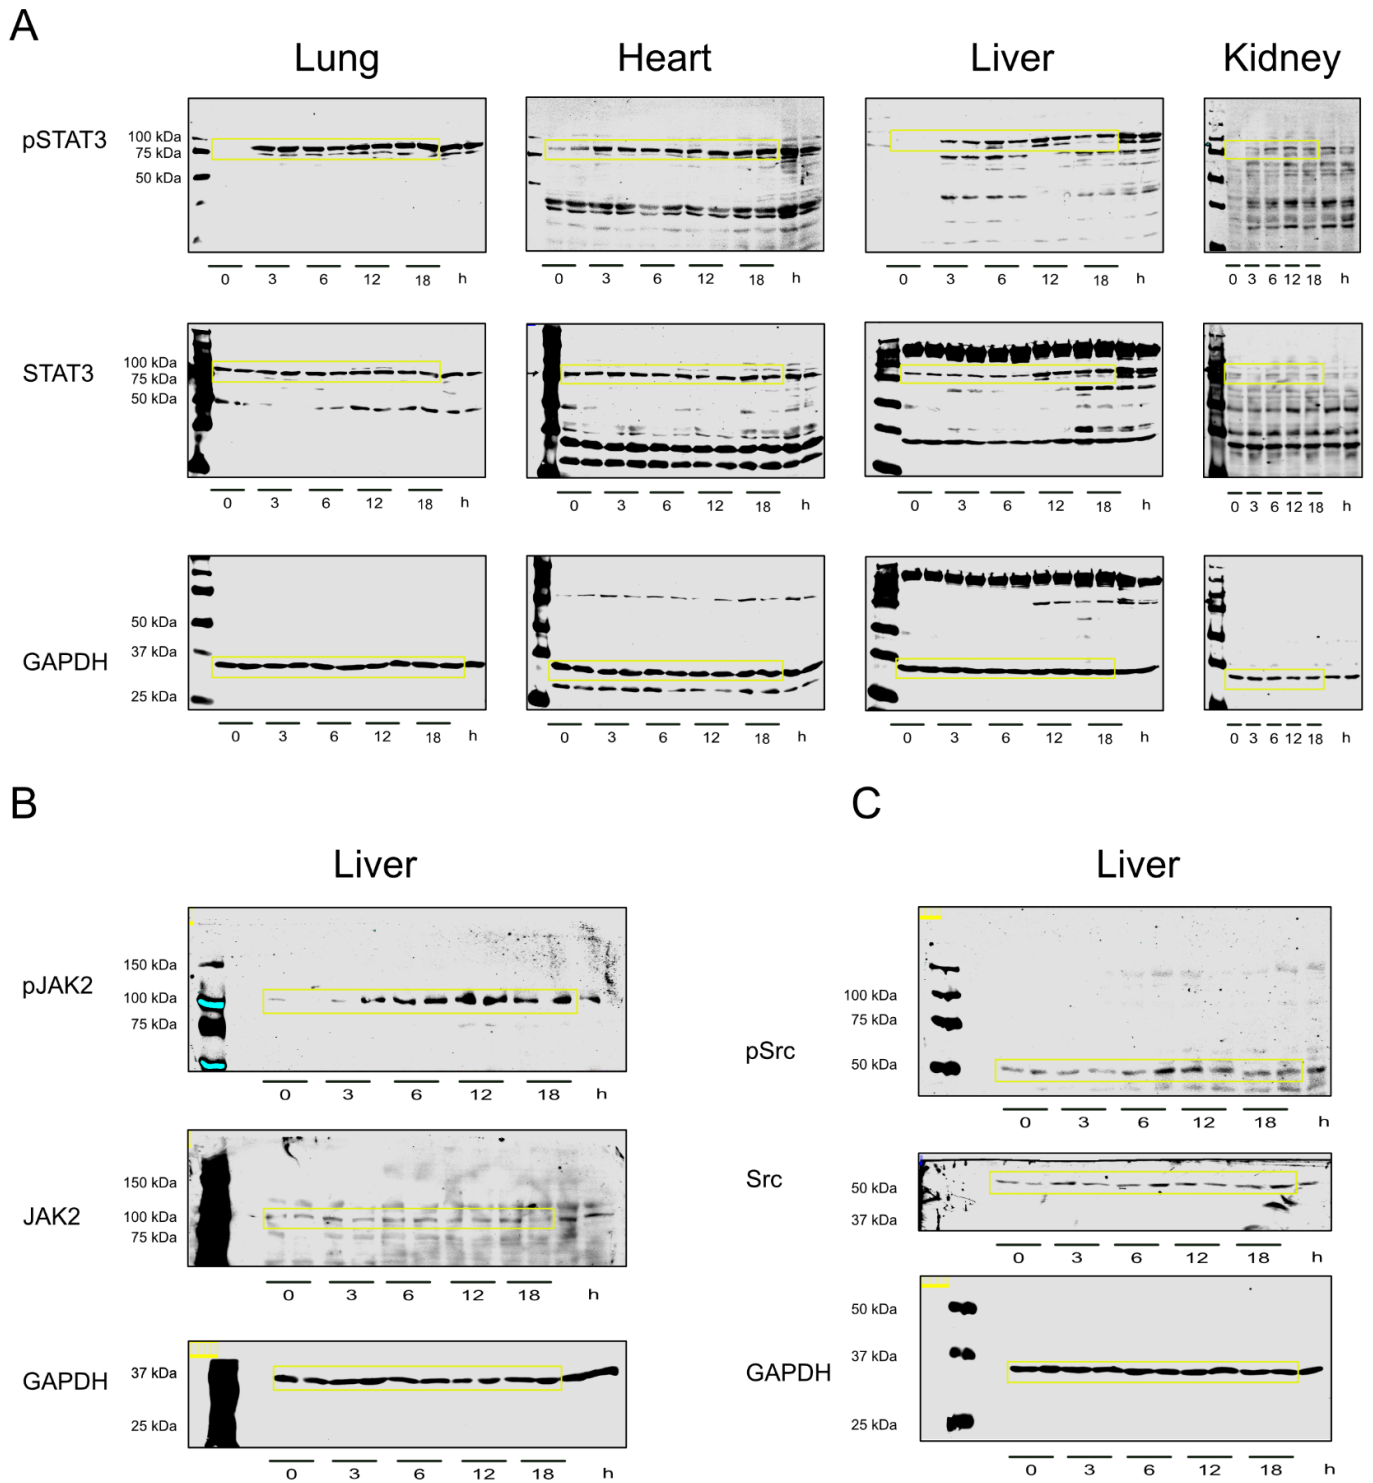 A
Lung Heart Liver Kidney
pSTAT3
100 kDa
75 kDa
50 kDa
0 3 6 12 18 h 0 3 6 12 18 h 0 3 6 12 18 h 0 3 6 12 18 h
STAT3
100 kDa
75 kDa
50 kDa
0 3 6 12 18 h 0 3 6 12 18 h 0 3 6 12 18 h 0 3 6 12 18 h
GAPDH
50 kDa
37 kDa
25 kDa
0 3 6 12 18 h 0 3 6 12 18 h 0 3 6 12 18 h 0 3 6 12 18 h
B
Liver
pJAK2
150 kDa
100 kDa
75 kDa
0 3 6 12 18 h
JAK2
150 kDa
100 kDa
75 kDa
0 3 6 12 18 h
GAPDH
37 kDa
25 kDa
0 3 6 12 18 h
C
Liver
pSrc
100 kDa
75 kDa
50 kDa
0 3 6 12 18 h
Src
50 kDa
37 kDa
0 3 6 12 18 h
GAPDH
50 kDa
37 kDa
25 kDa
0 3 6 12 18 h